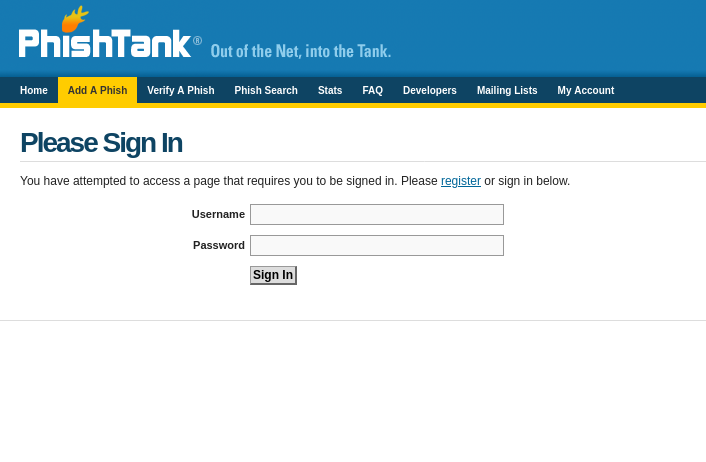 PhishTank® Out of the Net, into the Tank.
Home Add A Phish Verify A Phish Phish Search Stats FAQ Developers Mailing Lists My Account
Please Sign In
You have attempted to access a page that requires you to be signed in. Please register or sign in below.
Username
Password
Sign In